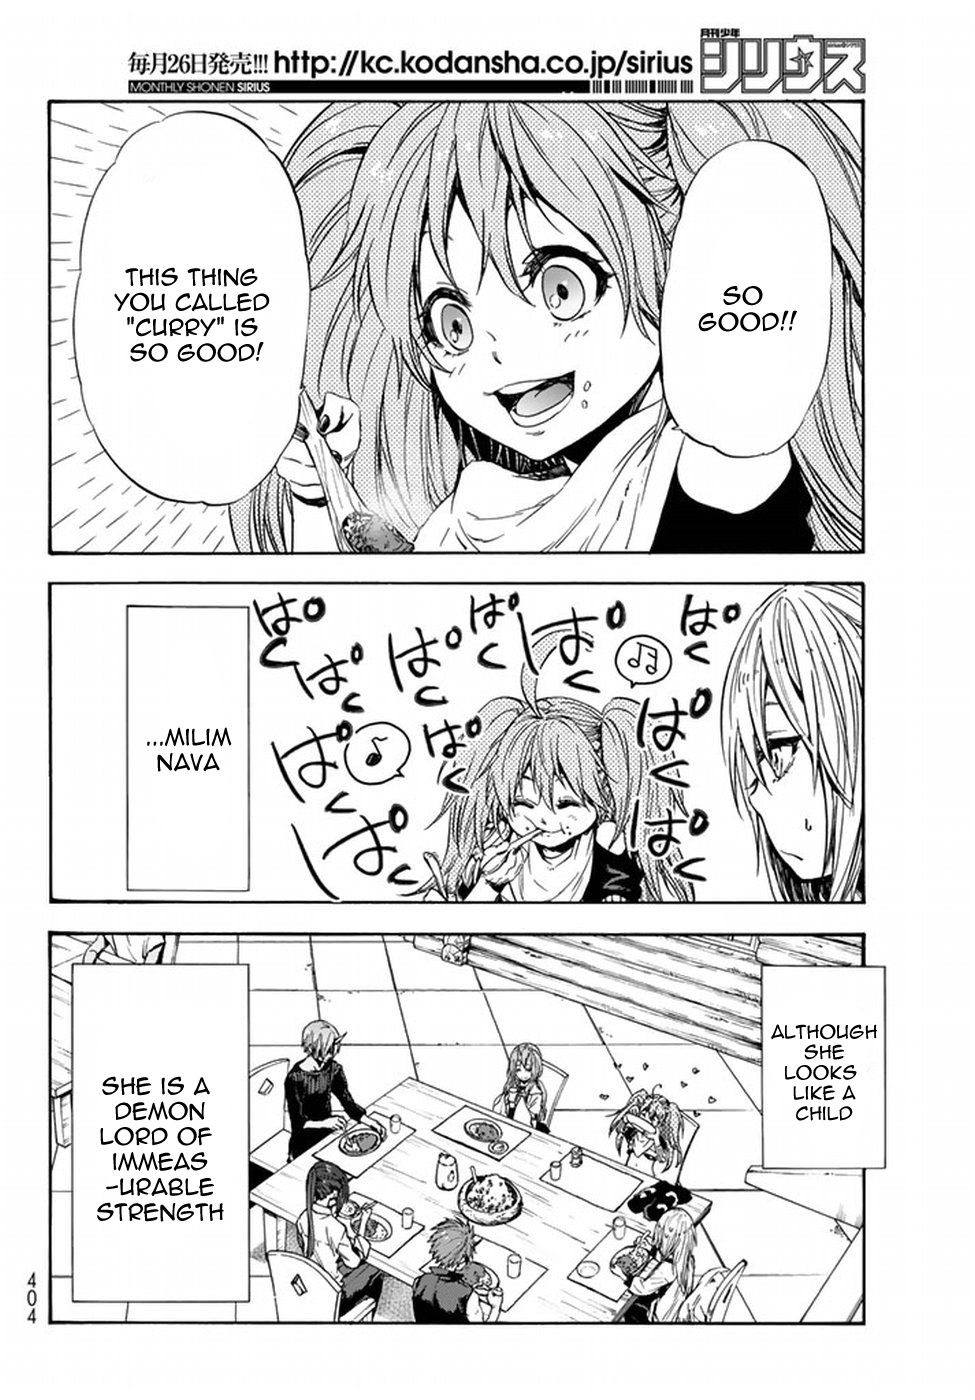 毎月26日発売!!! http://kc.kodansha.co.jp/sirius
MONTHLY SHONEN SIRIUS
月刊少年
シリウス
SO
GOOD!!
THIS THING
YOU CALLED
"CURRY" IS
SO GOOD!
ぱく
ぱく
ぱく
ぱく
ぱく
ぱく
ぱく
ぱく
ぱく
ぱく
...MILIM
NAVA
ALTHOUGH
SHE
LOOKS
LIKE A
CHILD
SHE IS A
DEMON
LORD OF
IMMEAS
-URABLE
STRENGTH
404